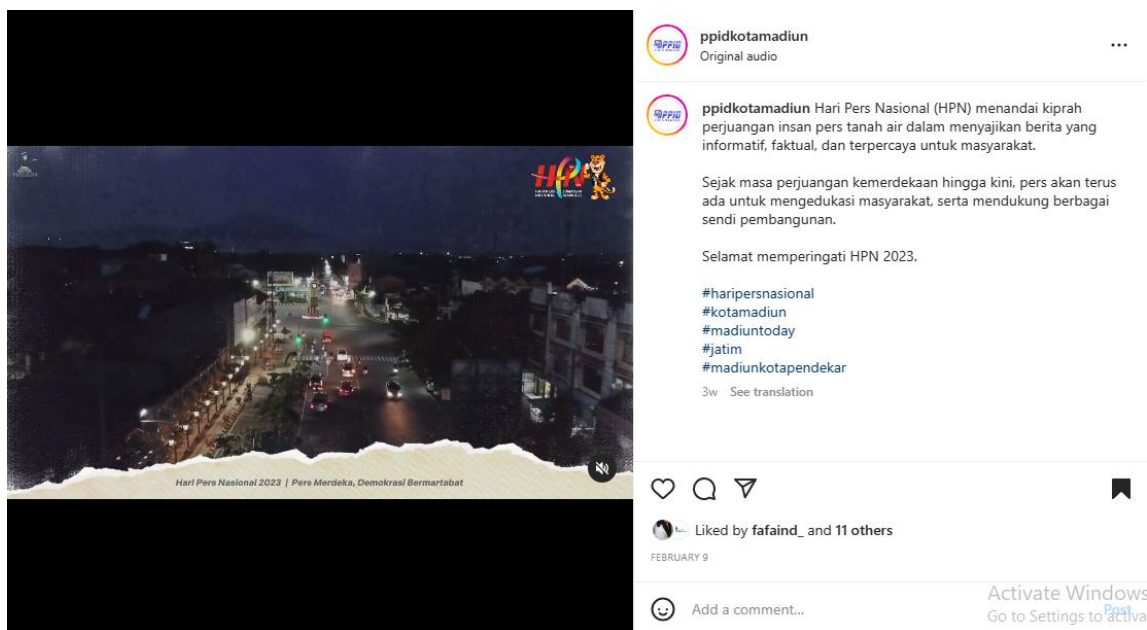 HPN
Hari Pers Nasional 2023 | Pers Merdeka, Demokrasi Bermartabat
ppidkotamadiun
Original audio
ppidkotamadiun Hari Pers Nasional (HPN) menandai kiprah
perjuangan insan pers tanah air dalam menyajikan berita yang
informatif, faktual, dan terpercaya untuk masyarakat.
Sejak masa perjuangan kemerdekaan hingga kini, pers akan terus
ada untuk mengedukasi masyarakat, serta mendukung berbagai
sendi pembangunan.
Selamat memperingati HPN 2023.
#haripersnasional
#kotamadiun
#madiuntoday
#jatim
#madiunkotapendekar
3w See translation
Liked by fafaind_ and 11 others
FEBRUARY 9
Add a comment...
Post
Activate Windows
Go to Settings to activa